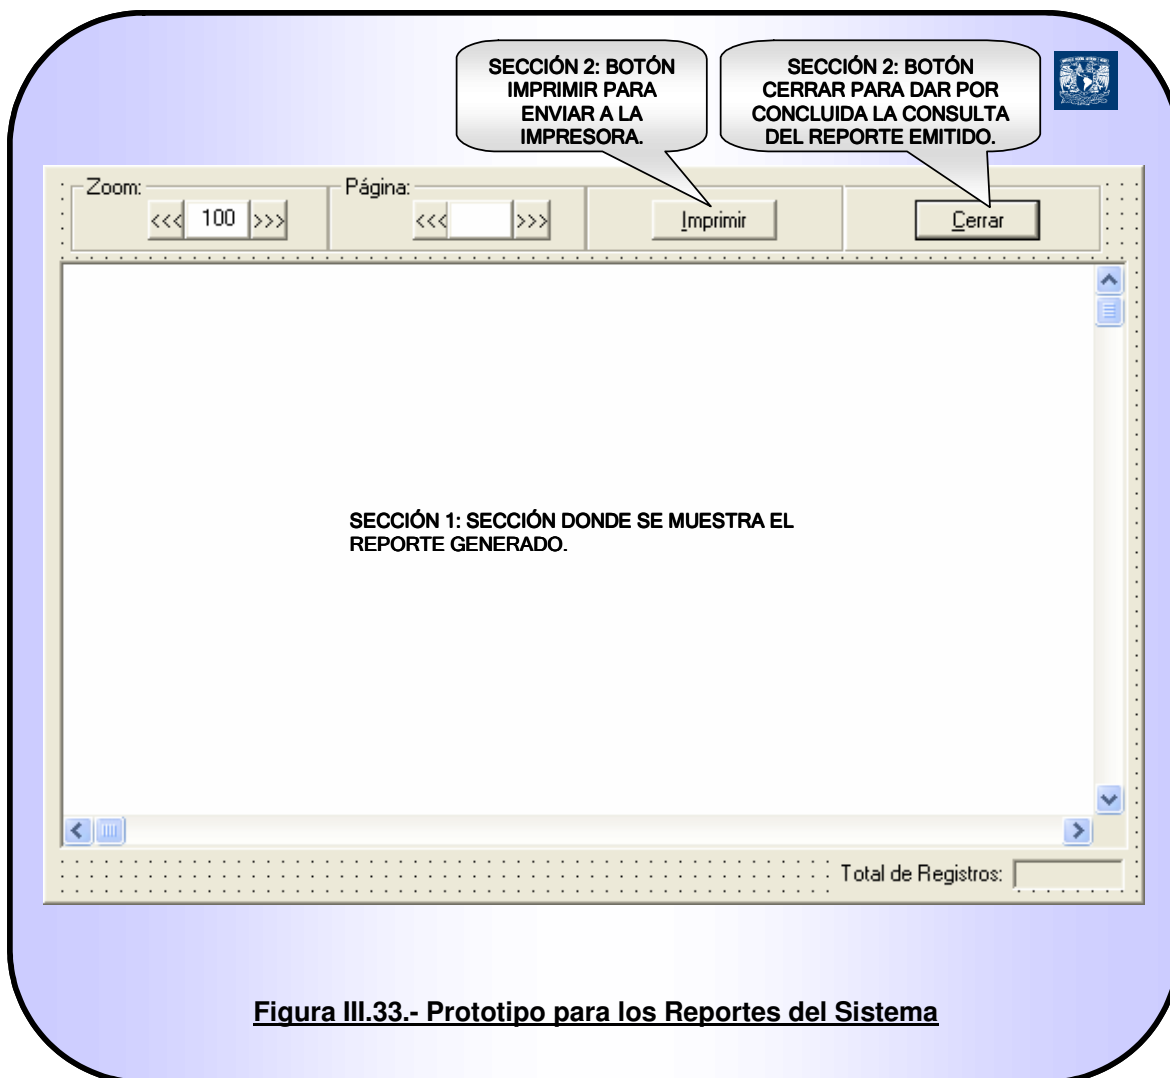 SECCIÓN 2: BOTÓN
IMPRIMIR PARA
ENVIAR A LA
IMPRESORA.
SECCIÓN 2: BOTÓN
CERRAR PARA DAR POR
CONCLUIDA LA CONSULTA
DEL REPORTE EMITIDO.
Zoom:
<<< 100 >>>
Página:
<<< >>>
Imprimir
Cerrar
SECCIÓN 1: SECCIÓN DONDE SE MUESTRA EL
REPORTE GENERADO.
Total de Registros:
Figura III.33.- Prototipo para los Reportes del Sistema